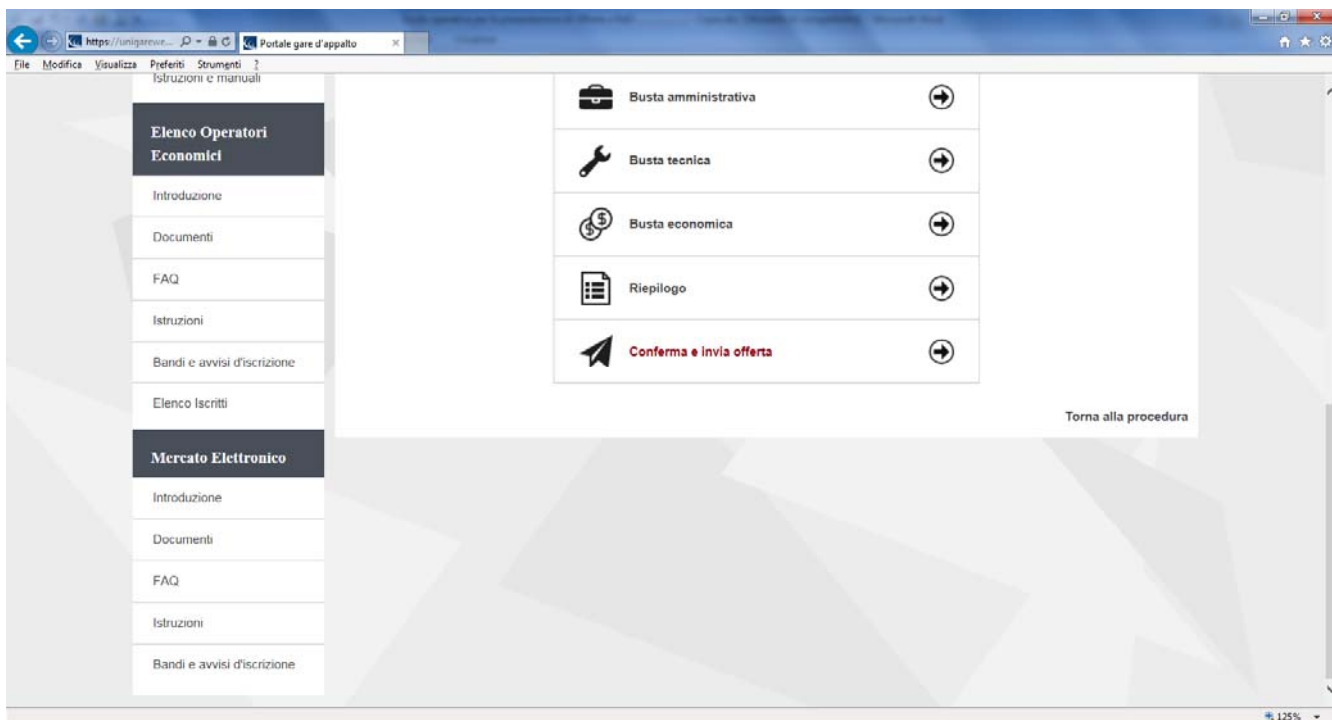 https://unigarewe...
Portale gare d'appalto
File Modifica Visualizza Preferiti Strumenti ?
Istruzioni e manuali
Elenco Operatori
Economici
Introduzione
Documenti
FAQ
Istruzioni
Bandi e avvisi d'iscrizione
Elenco Iscritti
Mercato Elettronico
Introduzione
Documenti
FAQ
Istruzioni
Bandi e avvisi d'iscrizione
Busta amministrativa
Busta tecnica
Busta economica
Riepilogo
Conferma e invia offerta
Torna alla procedura
125%